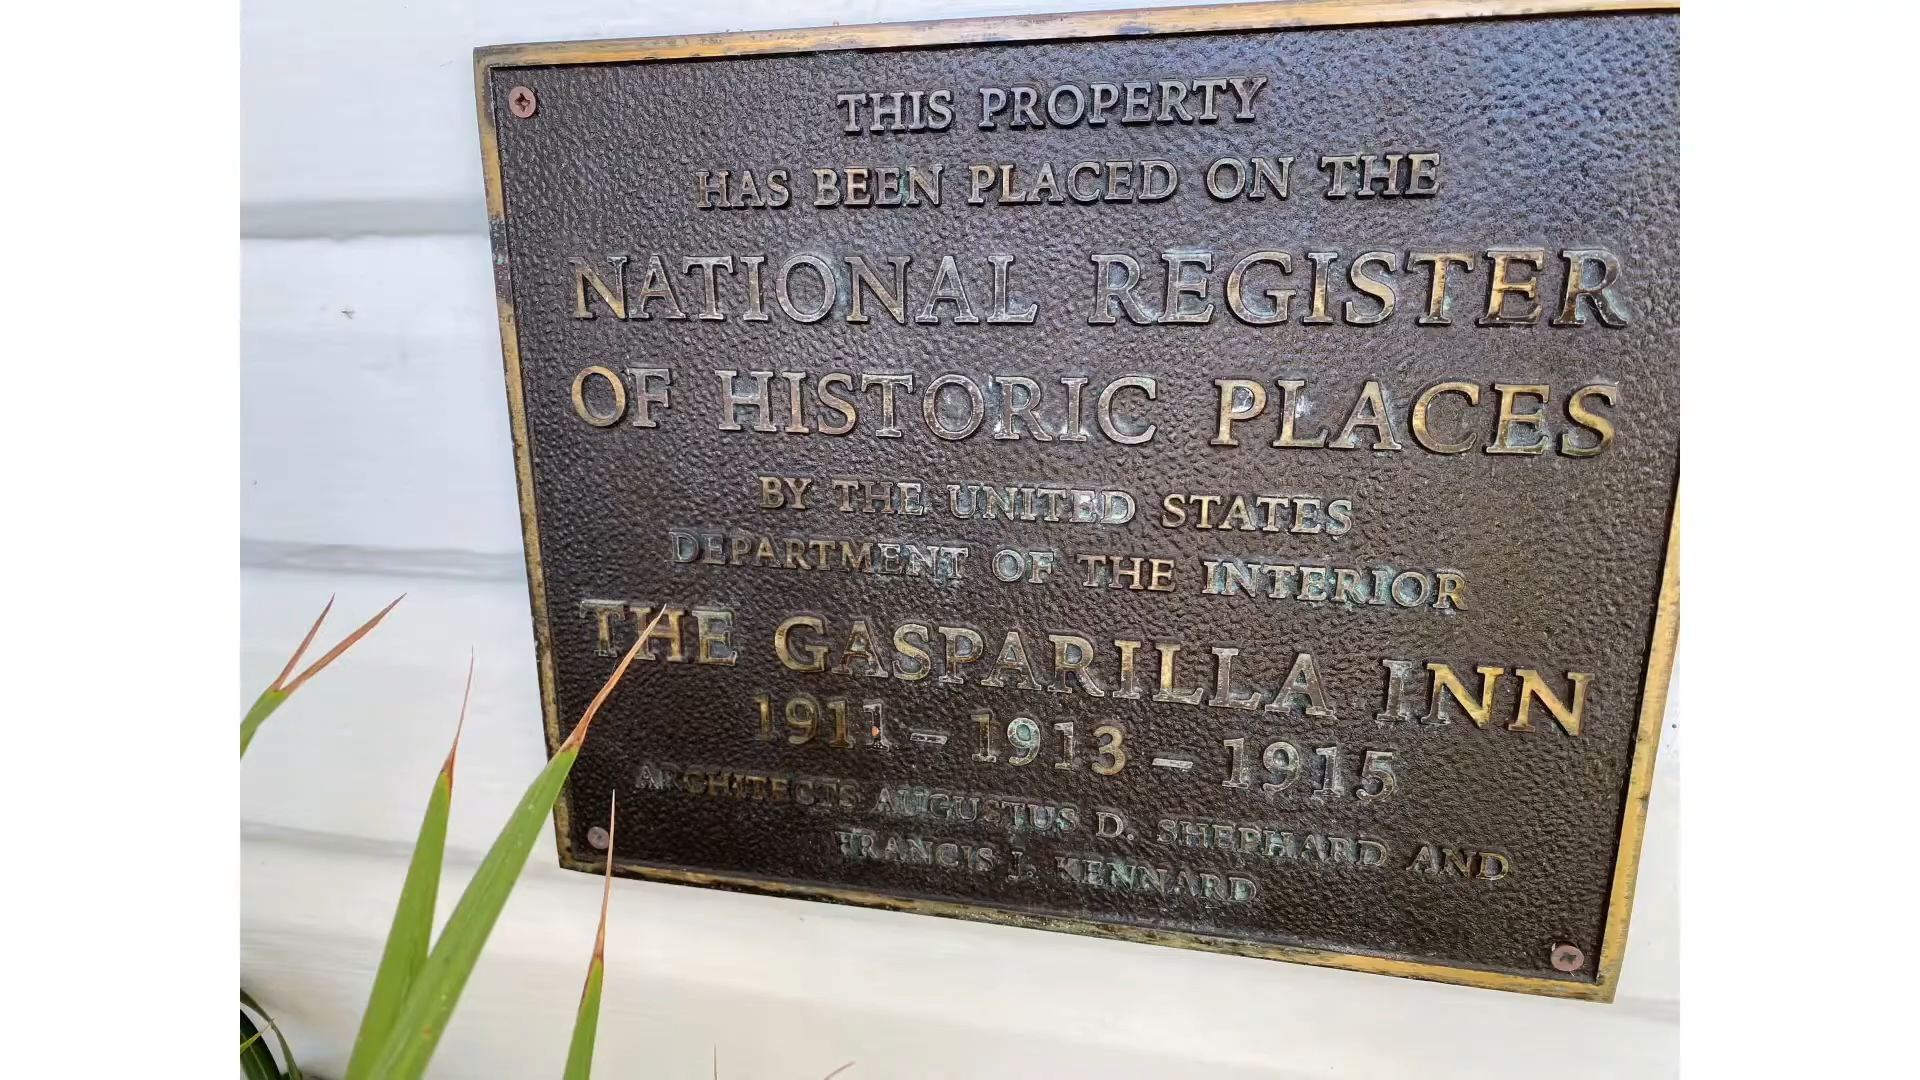 THIS PROPERTY
HAS BEEN PLACED ON THE
NATIONAL REGISTER
OF HISTORIC PLACES
BY THE UNITED STATES
DEPARTMENT OF THE INTERIOR
THE GASPARILLA INN
1911 – 1913 – 1915
ARCHITECTS AUGUSTUS D. SHEPHARD AND
FRANCIS J. KENNARD